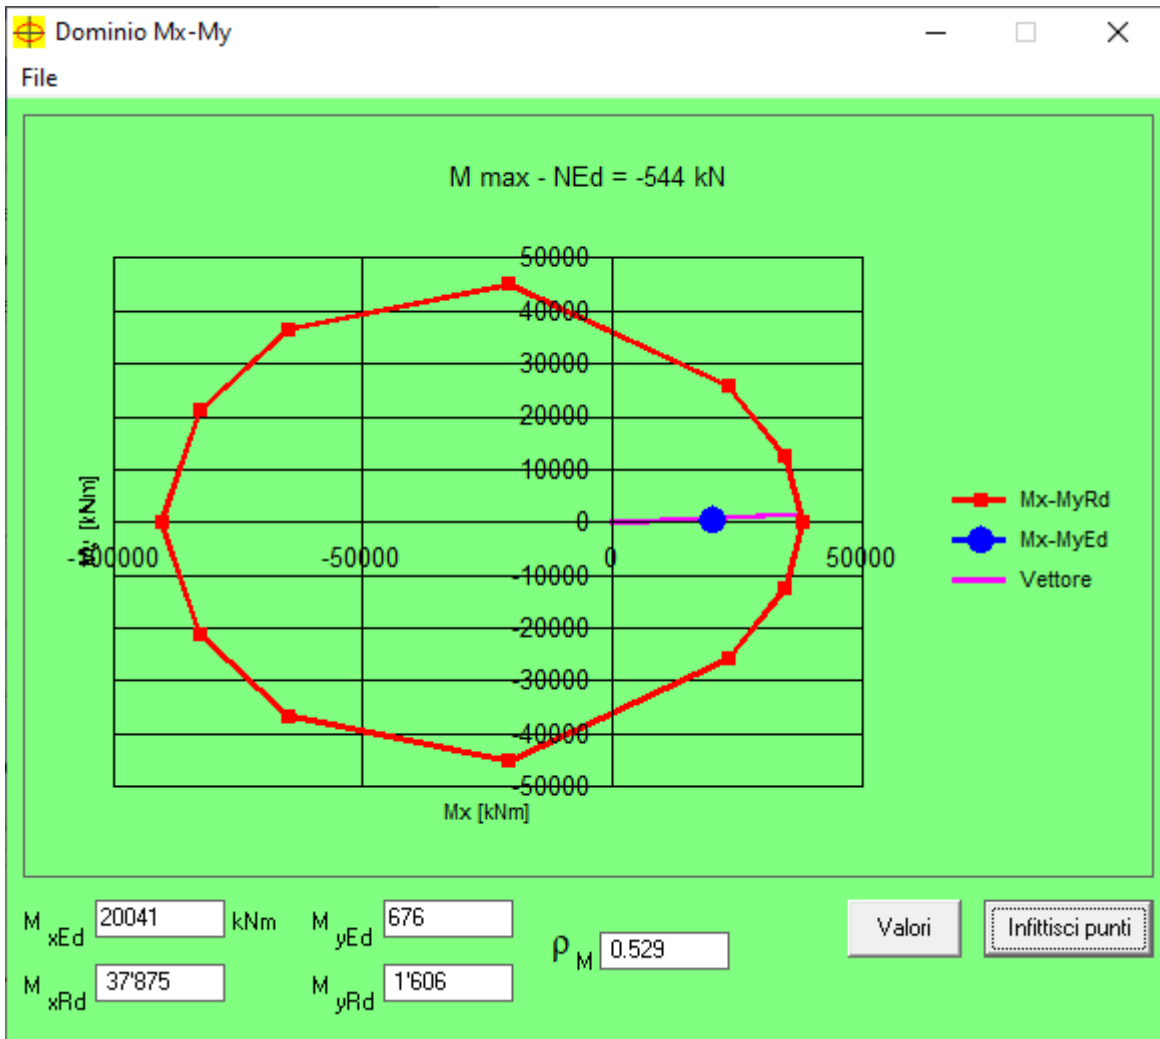 Dominio Mx-My
File
M max - NEd = -544 kN
50000
40000
30000
20000
10000
0
-100000 -50000 0 50000
-10000
-20000
-30000
-40000
-50000
[kNm]
Mx [kNm]
Mx-MyRd
Mx-MyEd
Vettore
M xEd 20041 kNm M yEd 676
M xRd 37'875 M yRd 1'606
ρ M 0.529
Valori Infittisci punti